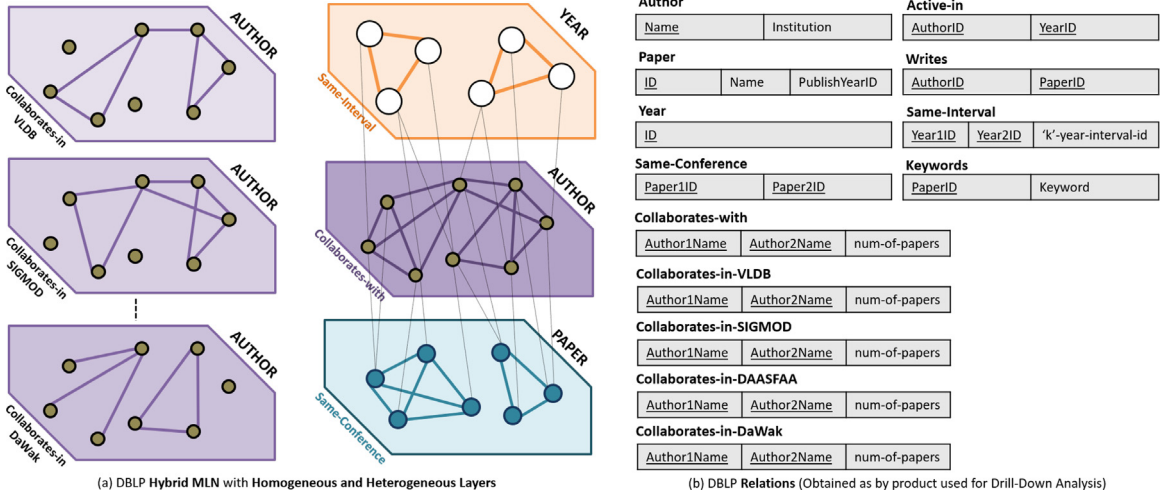 AUTHOR
Collaborates-in
VLDB
AUTHOR
Collaborates-in
SIGMOD
AUTHOR
Collaborates-in
DaWak
YEAR
Same-Interval
AUTHOR
Collaborates-with
PAPER
Same-Conference
(a) DBLP Hybrid MLN with Homogeneous and Heterogeneous Layers
Author
Name Institution
Paper
ID Name PublishYearID
Year
ID
Same-Conference
Paper1ID Paper2ID
Active-in
AuthorID YearID
Writes
AuthorID PaperID
Same-Interval
Year1ID Year2ID ‘k’-year-interval-id
Keywords
PaperID Keyword
Collaborates-with
Author1Name Author2Name num-of-papers
Collaborates-in-VLDB
Author1Name Author2Name num-of-papers
Collaborates-in-SIGMOD
Author1Name Author2Name num-of-papers
Collaborates-in-DAASFAA
Author1Name Author2Name num-of-papers
Collaborates-in-DaWak
Author1Name Author2Name num-of-papers
(b) DBLP Relations (Obtained as by product used for Drill-Down Analysis)